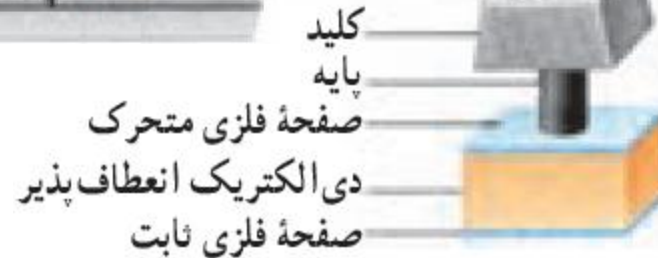 کلید
پایه
صفحهٔ فلزی متحرک
دی‌الکتریک انعطاف‌پذیر
صفحهٔ فلزی ثابت